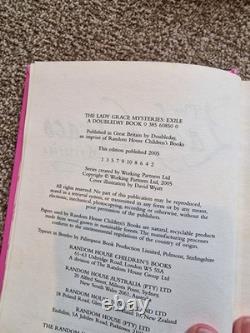 THE LADY GRACE MYSTERIES: EXILE
A DOUBLEDAY BOOK 0 385 60850 0
Published in Great Britain by Doubleday,
an imprint of Random House Children's Books
This edition published 2005
1 3 5 7 9 10 8 6 4 2
Series created by Working Partners Ltd
Copyright © Working Partners Ltd, 2005
Cover illustration by David Wyatt
All rights reserved. No part of this publication may be reproduced,
stored in a retrieval system, or transmitted in any form or by any means,
electronic, mechanical, photocopying, recording or otherwise, without the
prior permission of the publishers.
Papers used by Random House Children's Books are natural, recyclable products
made from wood grown in sustainable forests. The manufacturing processes conform
to the environmental regulations of the country of origin.
Typeset in Bembo by Palimpsest Book Production Limited, Polmont, Stirlingshire
RANDOM HOUSE CHILDREN'S BOOKS
61–63 Uxbridge Road, London W5 5SA
A division of The Random House Group Ltd
RANDOM HOUSE AUSTRALIA (PTY) LTD
20 Alfred Street, Milsons Point, Sydney
New South Wales 2061, Australia
RANDOM HOUSE NEW ZEALAND LTD
18 Poland Road, Glenfield, Auckland 10, New Zealand
RANDOM HOUSE (PTY) LTD
Endulini, 5A Jubilee Road, Parktown
THE RANDOM